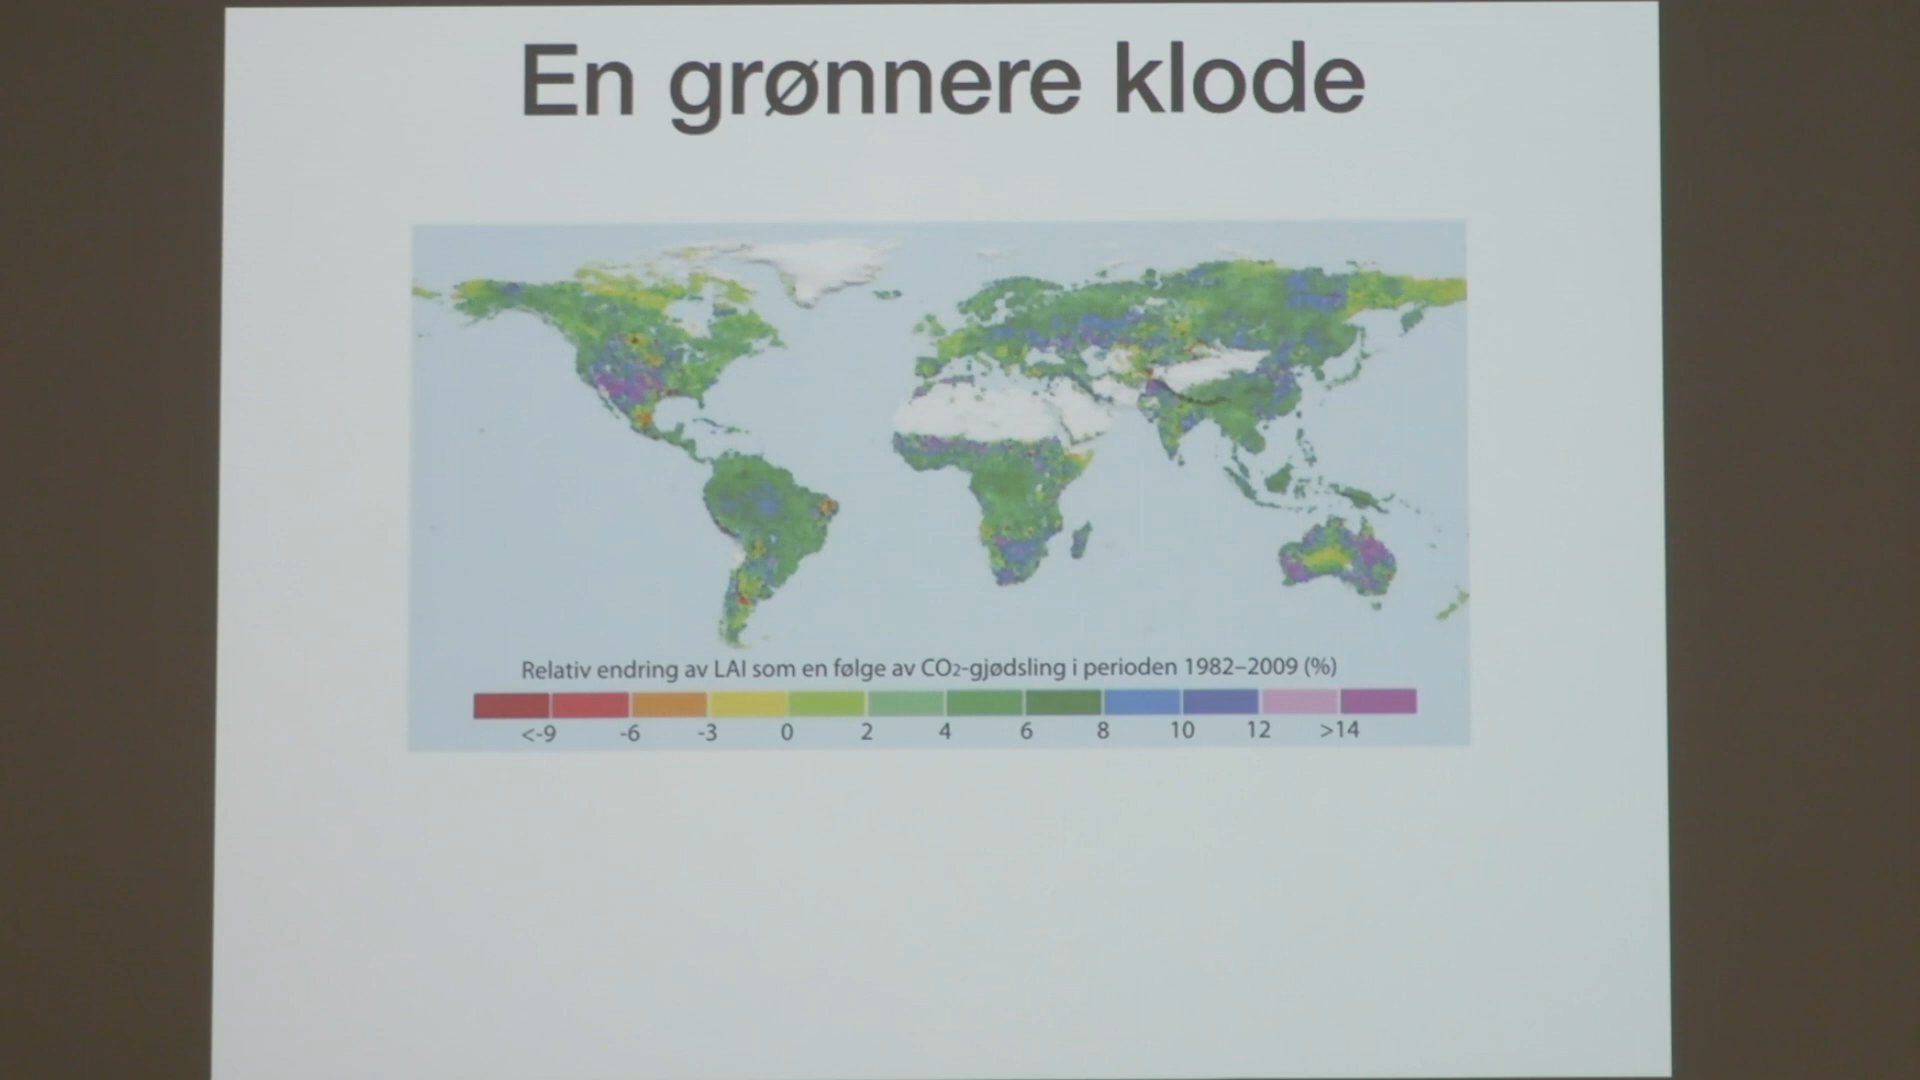 En grønnere klode
Relativ endring av LAI som en følge av CO2-gjødsling i perioden 1982–2009 (%)
<-9 -6 -3 0 2 4 6 8 10 12 >14